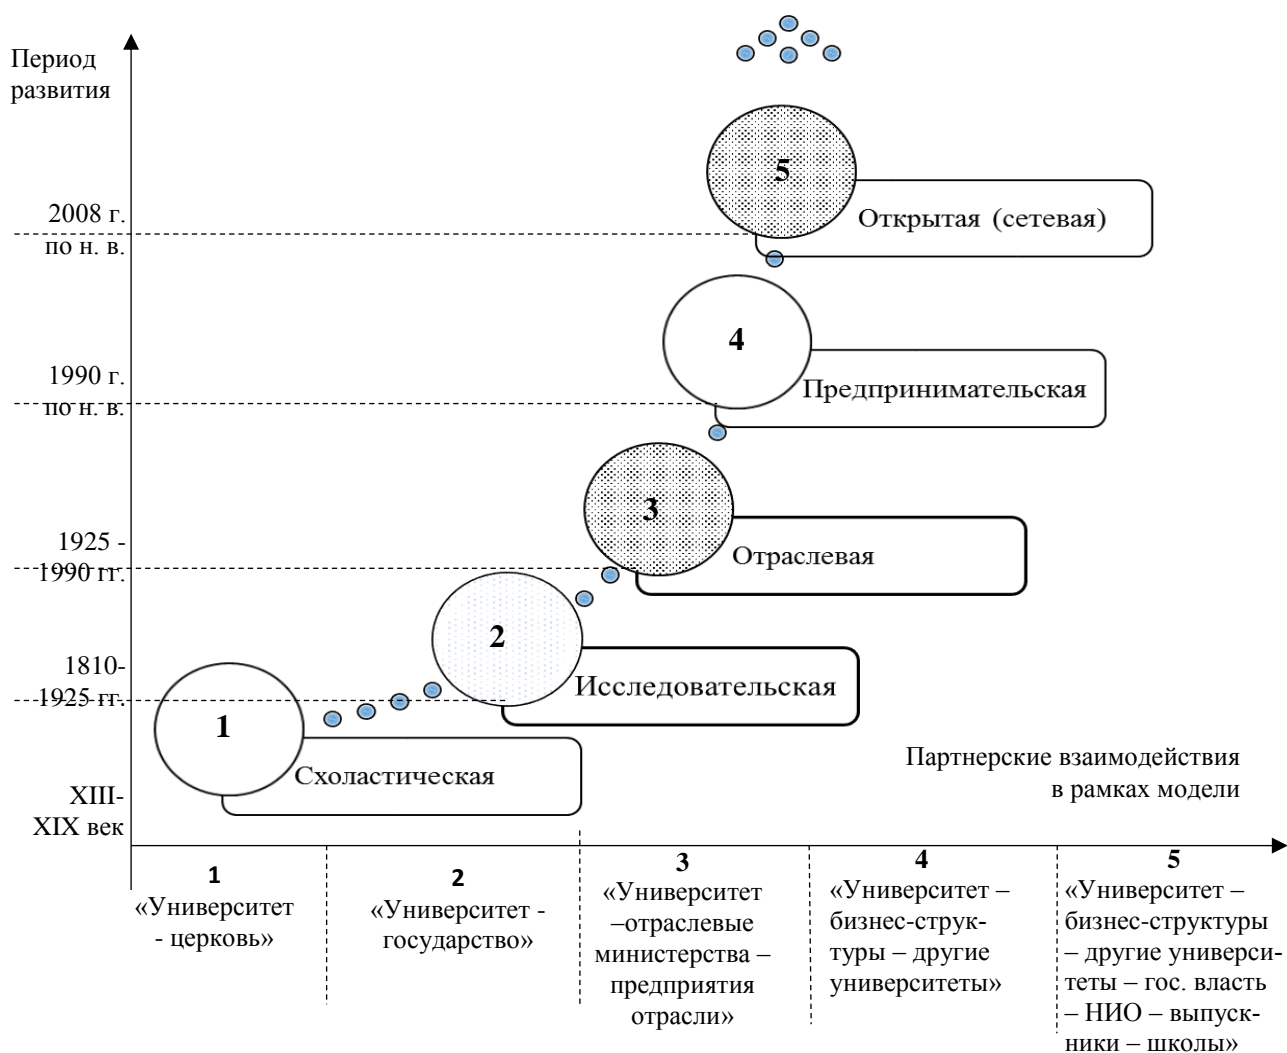 Период
развития
5
2008 г.
по н. в.
Открытая (сетевая)
4
1990 г.
по н. в.
Предпринимательская
3
1925 -
1990 гг.
Отраслевая
2
1810-
1925 гг.
Исследовательская
1
Схоластическая
XIII-
XIX век
Партнерские взаимодействия
в рамках модели
1
«Университет
- церковь»
2
«Университет -
государство»
3
«Университет
–отраслевые
министерства –
предприятия
отрасли»
4
«Университет –
бизнес-струк-
туры – другие
университеты»
5
«Университет –
бизнес-структуры
– другие универси-
теты – гос. власть
– НИО – выпуск-
ники – школы»